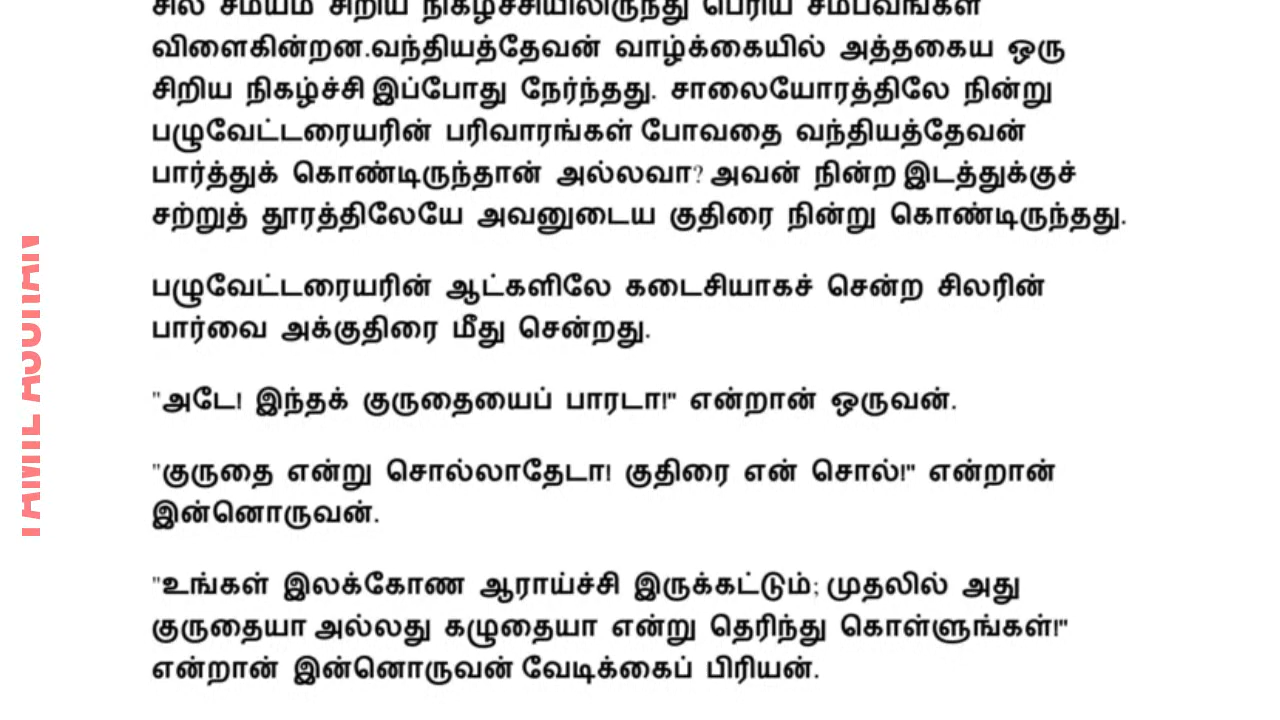 சில சமயம் சிறிய நிகழ்ச்சியிலிருந்து பெரிய சம்பவங்கள்
விளைகின்றன.வந்தியத்தேவன் வாழ்க்கையில் அத்தகைய ஒரு
சிறிய நிகழ்ச்சி இப்போது நேர்ந்தது. சாலையோரத்திலே நின்று
பழுவேட்டரையரின் பரிவாரங்கள் போவதை வந்தியத்தேவன்
பார்த்துக் கொண்டிருந்தான் அல்லவா? அவன் நின்ற இடத்துக்குச்
சற்றுத் தூரத்திலேயே அவனுடைய குதிரை நின்று கொண்டிருந்தது.
பழுவேட்டரையரின் ஆட்களிலே கடைசியாகச் சென்ற சிலரின்
பார்வை அக்குதிரை மீது சென்றது.
"அடே! இந்தக் குருதையைப் பாரடா!" என்றான் ஒருவன்.
"குருதை என்று சொல்லாதேடா! குதிரை என் சொல்!" என்றான்
இன்னொருவன்.
"உங்கள் இலக்கோண ஆராய்ச்சி இருக்கட்டும்; முதலில் அது
குருதையா அல்லது கழுதையா என்று தெரிந்து கொள்ளுங்கள்!"
என்றான் இன்னொருவன் வேடிக்கைப் பிரியன்.
TAMIL ASURAN